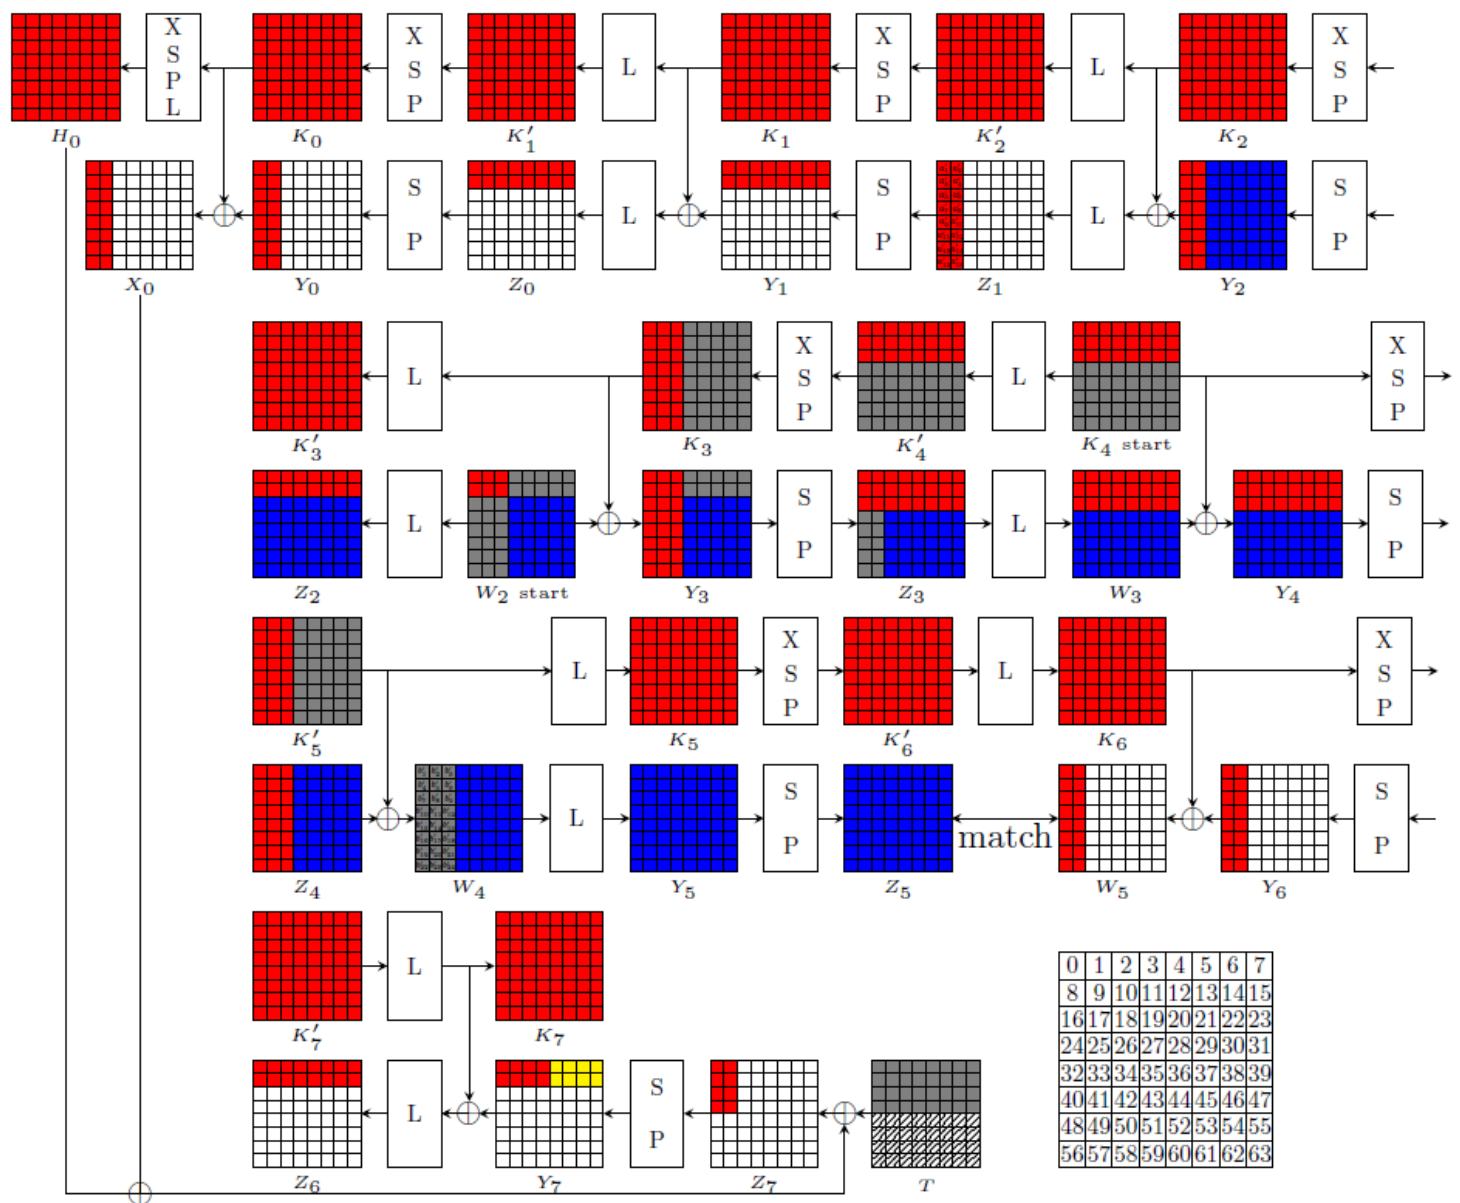 X S P L
X S P
L
X S P
L
X S P
H₀
K₀
K′₁
K₁
K′₂
K₂
S P
L
S P
L
S P
X₀
Y₀
Z₀
Y₁
Z₁
Y₂
L
X S P
L
X S P
K′₃
K₃
K′₄
K₄ start
L
S P
L
S P
Z₂
W₂ start
Y₃
Z₃
W₃
Y₄
L
X S P
L
X S P
K′₅
K₅
K′₆
K₆
L
S P
match
S P
Z₄
W₄
Y₅
Z₅
W₅
Y₆
L
K′₇
K₇
L
S P
Z₆
Y₇
Z₇
T
0 1 2 3 4 5 6 7
8 9 10 11 12 13 14 15
16 17 18 19 20 21 22 23
24 25 26 27 28 29 30 31
32 33 34 35 36 37 38 39
40 41 42 43 44 45 46 47
48 49 50 51 52 53 54 55
56 57 58 59 60 61 62 63